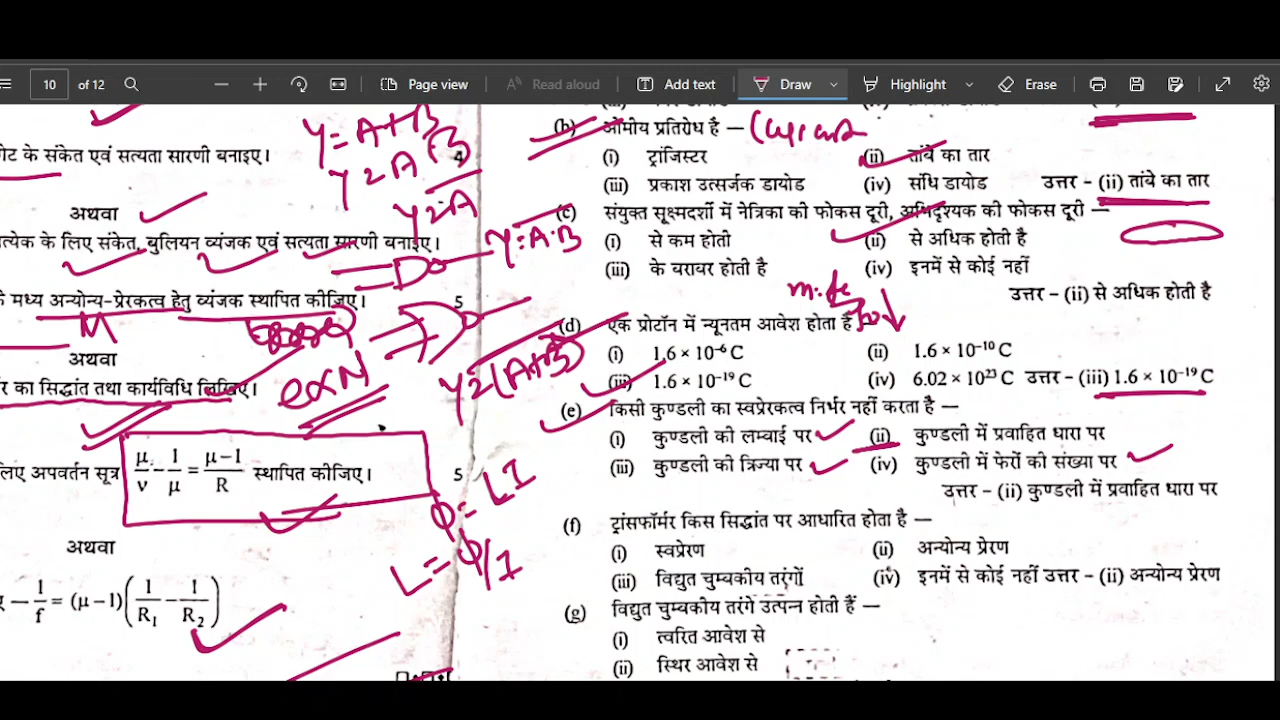 10 of 12 Page view Read aloud Add text Draw Highlight Erase
Y=A+B
गेट के संकेत एवं सत्यता सारणी बनाइए। 4
अथवा
त्येक के लिए संकेत, बुलियन व्यंजक एवं सत्यता सारणी बनाइए।
Y=A·B
के मध्य अन्योन्य-प्रेरकत्व हेतु व्यंजक स्थापित कीजिए। 5
M
अथवा
र्मर का सिद्धांत तथा कार्यविधि लिखिए।
e∝N
Y=(A+B)
लिए अपवर्तन सूत्र μ/ν − 1/μ = μ−1/R स्थापित कीजिए। 5
ϕ=LI
L=ϕ/I
अथवा
1/f = (μ−1)(1/R₁ − 1/R₂)
(b) ओमीय प्रतिरोध है —
(i) ट्रांजिस्टर (ii) तांबे का तार
(iii) प्रकाश उत्सर्जक डायोड (iv) संधि डायोड उत्तर – (ii) तांबे का तार
(c) संयुक्त सूक्ष्मदर्शी में नेत्रिका की फोकस दूरी, अभिदृश्यक की फोकस दूरी —
(i) से कम होती (ii) से अधिक होती है
(iii) के बराबर होती है (iv) इनमें से कोई नहीं
उत्तर – (ii) से अधिक होती है
(d) एक प्रोटॉन में न्यूनतम आवेश होता है —
(i) 1.6 × 10⁻⁶ C (ii) 1.6 × 10⁻¹⁰ C
(iii) 1.6 × 10⁻¹⁹ C (iv) 6.02 × 10²³ C उत्तर – (iii) 1.6 × 10⁻¹⁹ C
(e) किसी कुण्डली का स्वप्रेरकत्व निर्भर नहीं करता है —
(i) कुण्डली की लम्बाई पर (ii) कुण्डली में प्रवाहित धारा पर
(iii) कुण्डली की त्रिज्या पर (iv) कुण्डली में फेरों की संख्या पर
उत्तर – (ii) कुण्डली में प्रवाहित धारा पर
(f) ट्रांसफॉर्मर किस सिद्धांत पर आधारित होता है —
(i) स्वप्रेरण (ii) अन्योन्य प्रेरण
(iii) विद्युत चुम्बकीय तरंगों (iv) इनमें से कोई नहीं उत्तर – (ii) अन्योन्य प्रेरण
(g) विद्युत चुम्बकीय तरंगे उत्पन्न होती हैं —
(i) त्वरित आवेश से
(ii) स्थिर आवेश से